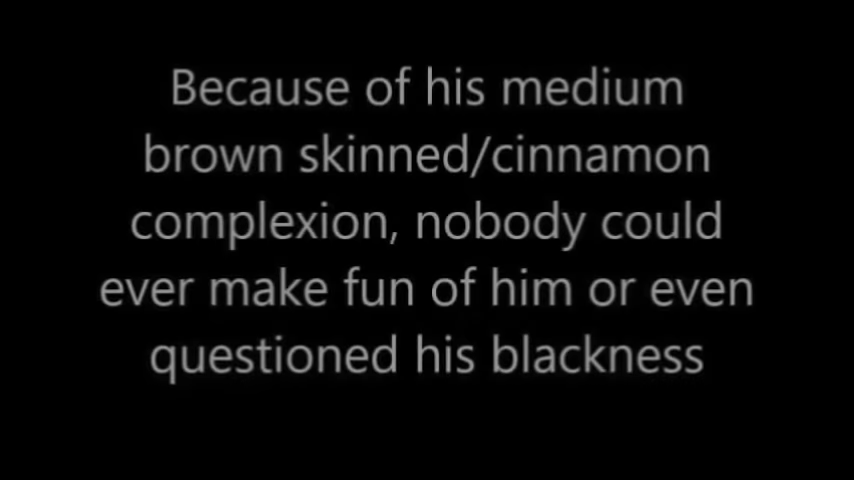 Because of his medium
brown skinned/cinnamon
complexion, nobody could
ever make fun of him or even
questioned his blackness